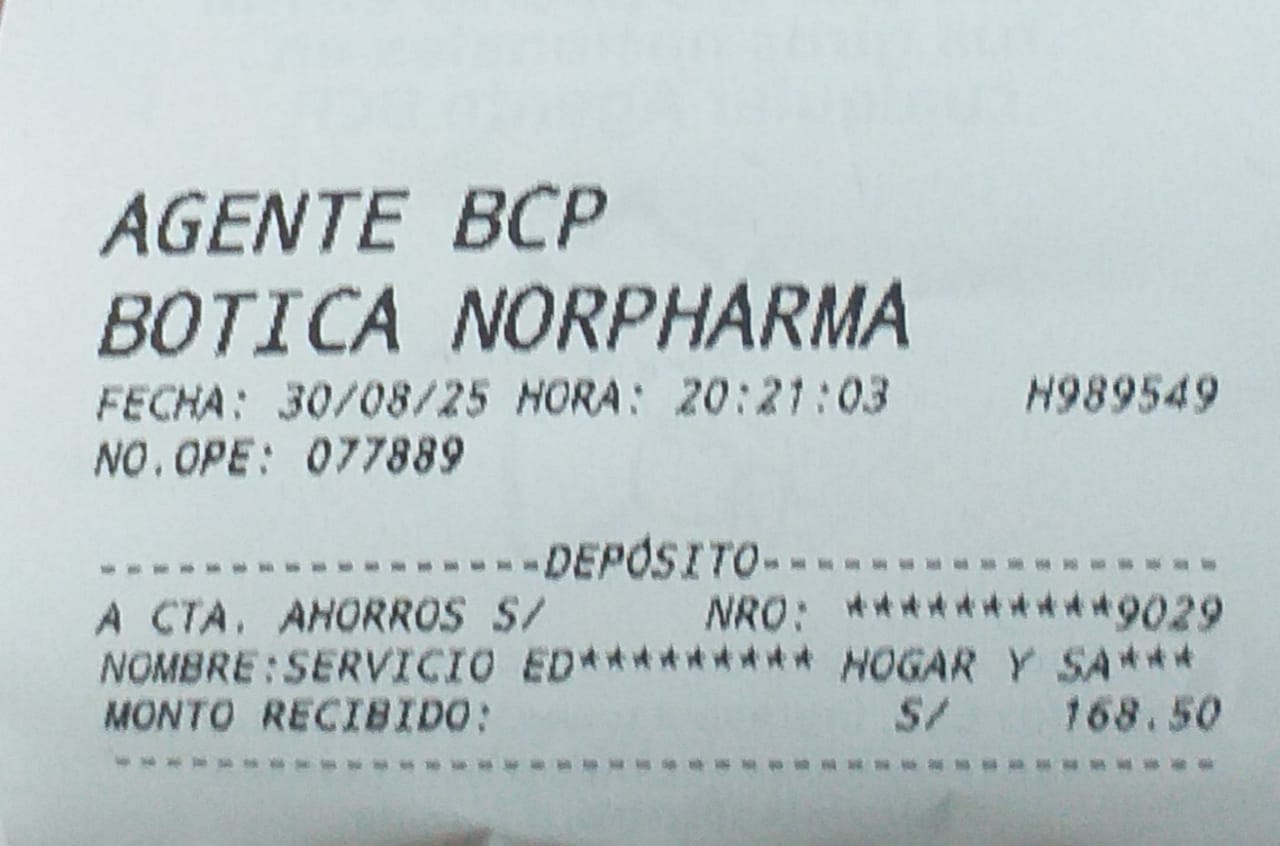 AGENTE BCP
BOTICA NORPHARMA
FECHA: 30/08/25 HORA: 20:21:03 H989549
NO.OPE: 077889
-----------------DEPÓSITO-----------------
A CTA. AHORROS S/ NRO: **********9029
NOMBRE:SERVICIO ED********* HOGAR Y SA***
MONTO RECIBIDO: S/ 168.50
------------------------------------------